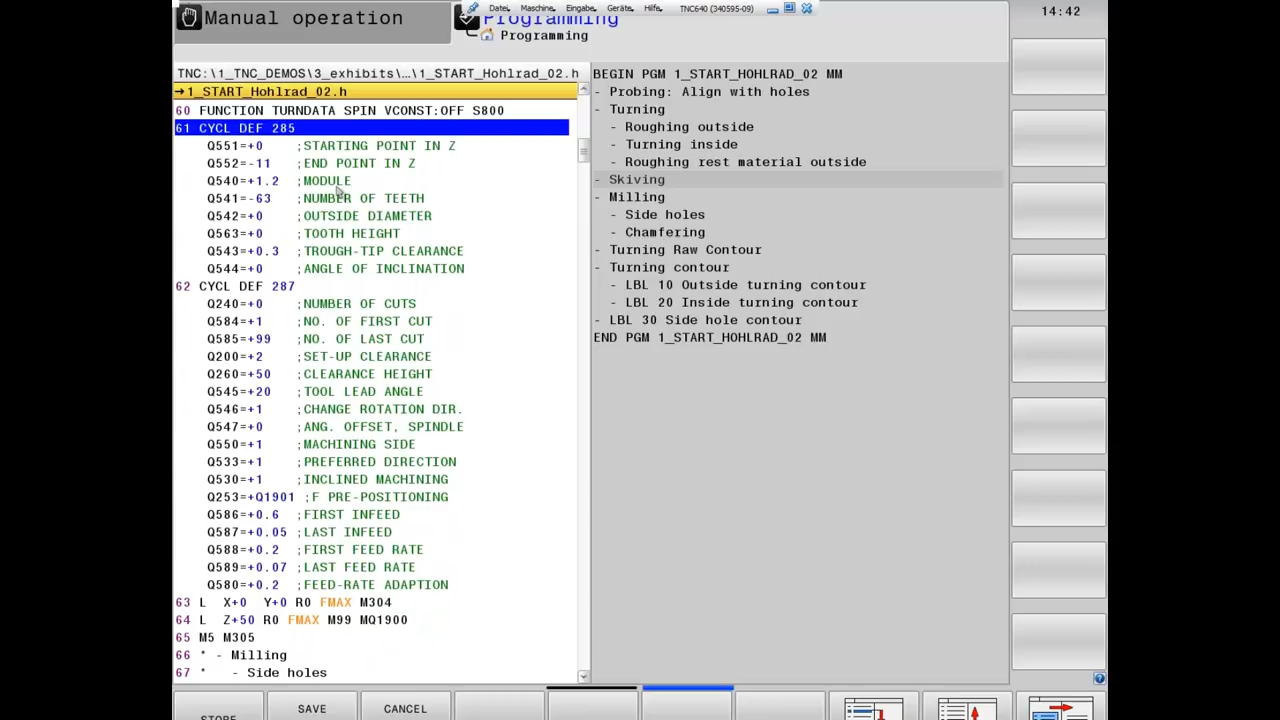 Manual operation
Datei Maschine Eingabe Geräte Hilfe TNC640 (340595-09)
Programming
Programming
14:42
TNC:\1_TNC_DEMOS\3_exhibits\...\1_START_Hohlrad_02.h
→1_START_Hohlrad_02.h
60 FUNCTION TURNDATA SPIN VCONST:OFF S800
61 CYCL DEF 285
Q551=+0 ;STARTING POINT IN Z
Q552=-11 ;END POINT IN Z
Q540=+1.2 ;MODULE
Q541=-63 ;NUMBER OF TEETH
Q542=+0 ;OUTSIDE DIAMETER
Q563=+0 ;TOOTH HEIGHT
Q543=+0.3 ;TROUGH-TIP CLEARANCE
Q544=+0 ;ANGLE OF INCLINATION
62 CYCL DEF 287
Q240=+0 ;NUMBER OF CUTS
Q584=+1 ;NO. OF FIRST CUT
Q585=+99 ;NO. OF LAST CUT
Q200=+2 ;SET-UP CLEARANCE
Q260=+50 ;CLEARANCE HEIGHT
Q545=+20 ;TOOL LEAD ANGLE
Q546=+1 ;CHANGE ROTATION DIR.
Q547=+0 ;ANG. OFFSET, SPINDLE
Q550=+1 ;MACHINING SIDE
Q533=+1 ;PREFERRED DIRECTION
Q530=+1 ;INCLINED MACHINING
Q253=+Q1901 ;F PRE-POSITIONING
Q586=+0.6 ;FIRST INFEED
Q587=+0.05 ;LAST INFEED
Q588=+0.2 ;FIRST FEED RATE
Q589=+0.07 ;LAST FEED RATE
Q580=+0.2 ;FEED-RATE ADAPTION
63 L X+0 Y+0 R0 FMAX M304
64 L Z+50 R0 FMAX M99 MQ1900
65 M5 M305
66 * - Milling
67 * - Side holes
BEGIN PGM 1_START_HOHLRAD_02 MM
- Probing: Align with holes
- Turning
- Roughing outside
- Turning inside
- Roughing rest material outside
- Skiving
- Milling
- Side holes
- Chamfering
- Turning Raw Contour
- Turning contour
- LBL 10 Outside turning contour
- LBL 20 Inside turning contour
- LBL 30 Side hole contour
END PGM 1_START_HOHLRAD_02 MM
STORE
SAVE
CANCEL